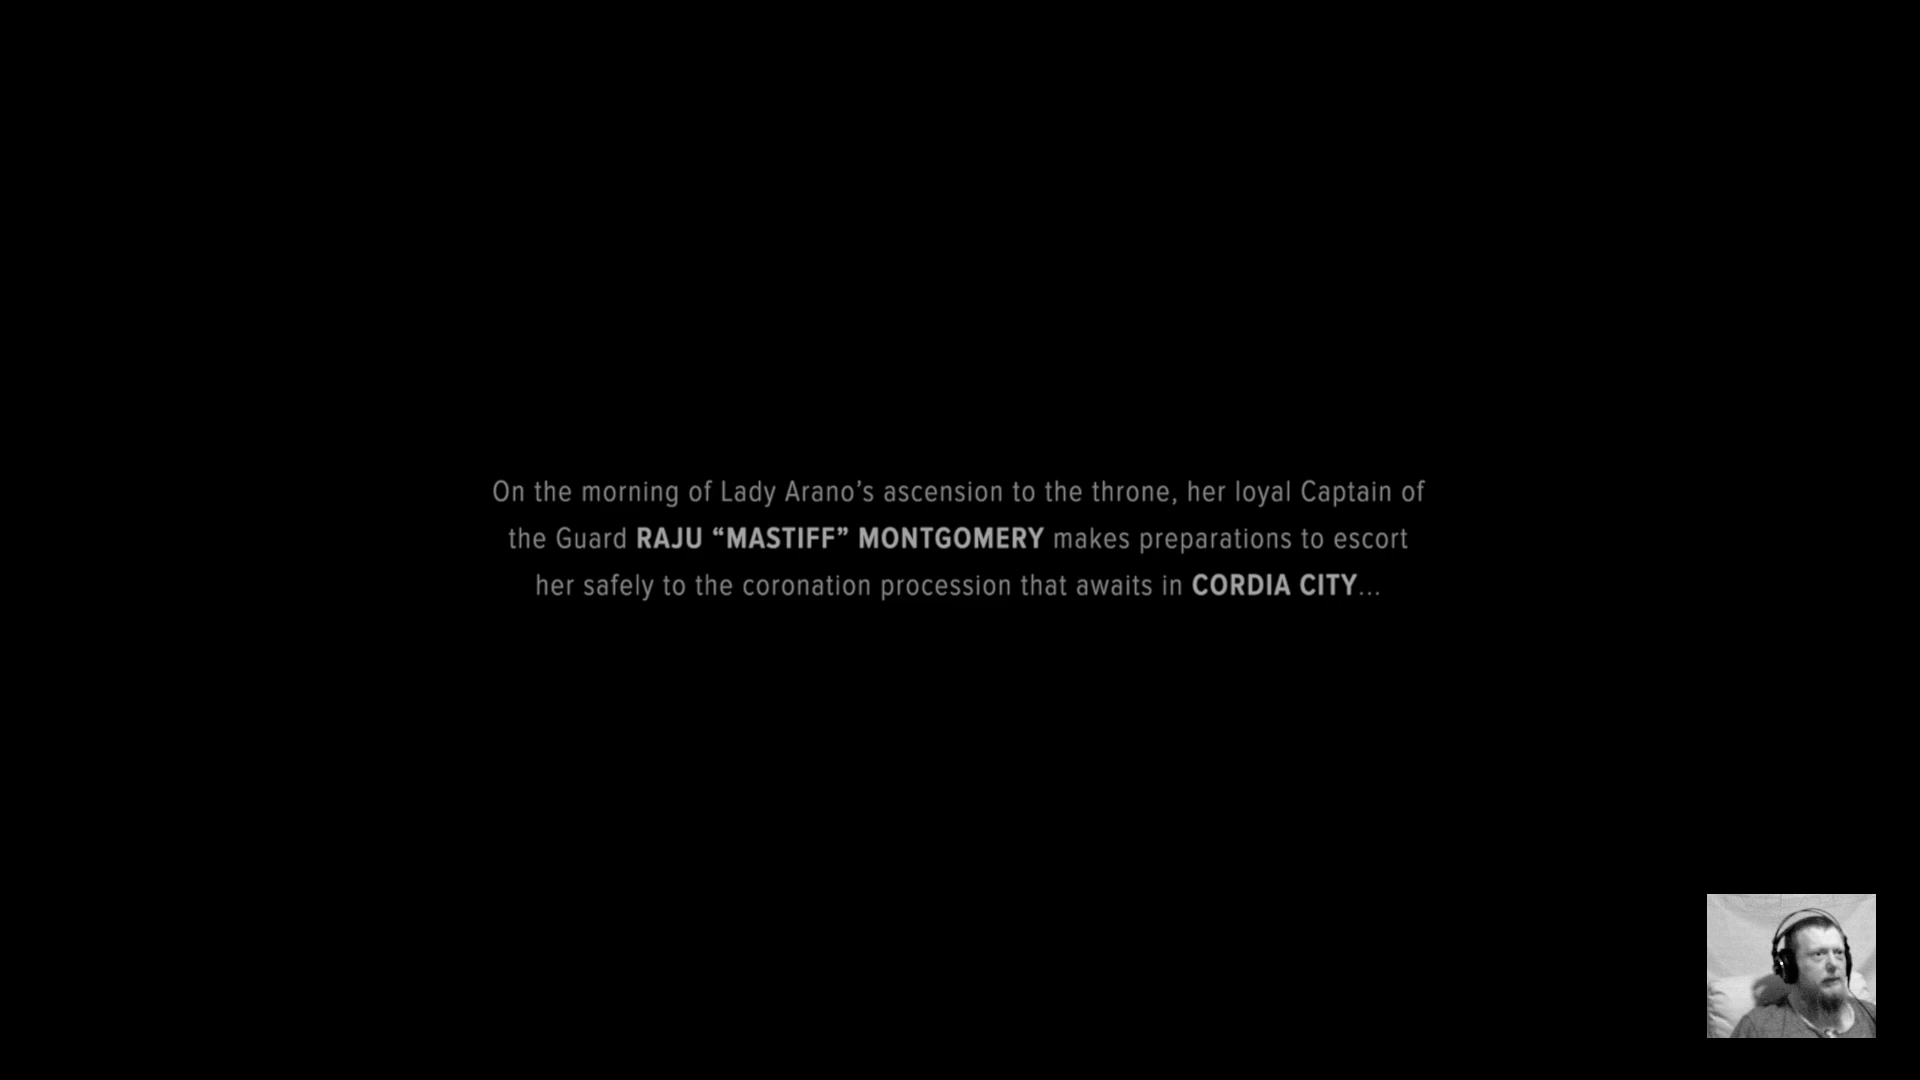 On the morning of Lady Arano’s ascension to the throne, her loyal Captain of
the Guard RAJU “MASTIFF” MONTGOMERY makes preparations to escort
her safely to the coronation procession that awaits in CORDIA CITY...